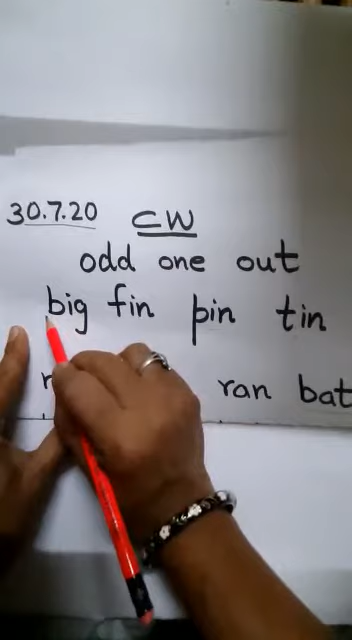 30.7.20 CW
odd one out
big fin pin tin
ran bat